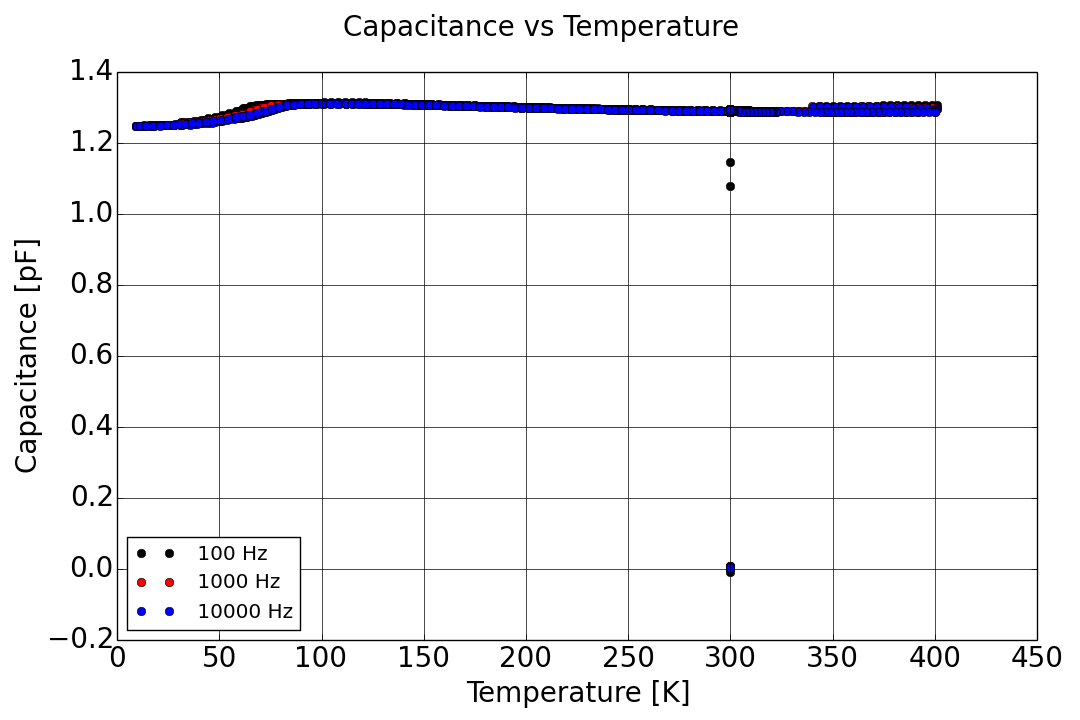 Capacitance vs Temperature
1.4
1.2
1.0
0.8
0.6
0.4
0.2
0.0
−0.2
Capacitance [pF]
100 Hz
1000 Hz
10000 Hz
0 50 100 150 200 250 300 350 400 450
Temperature [K]